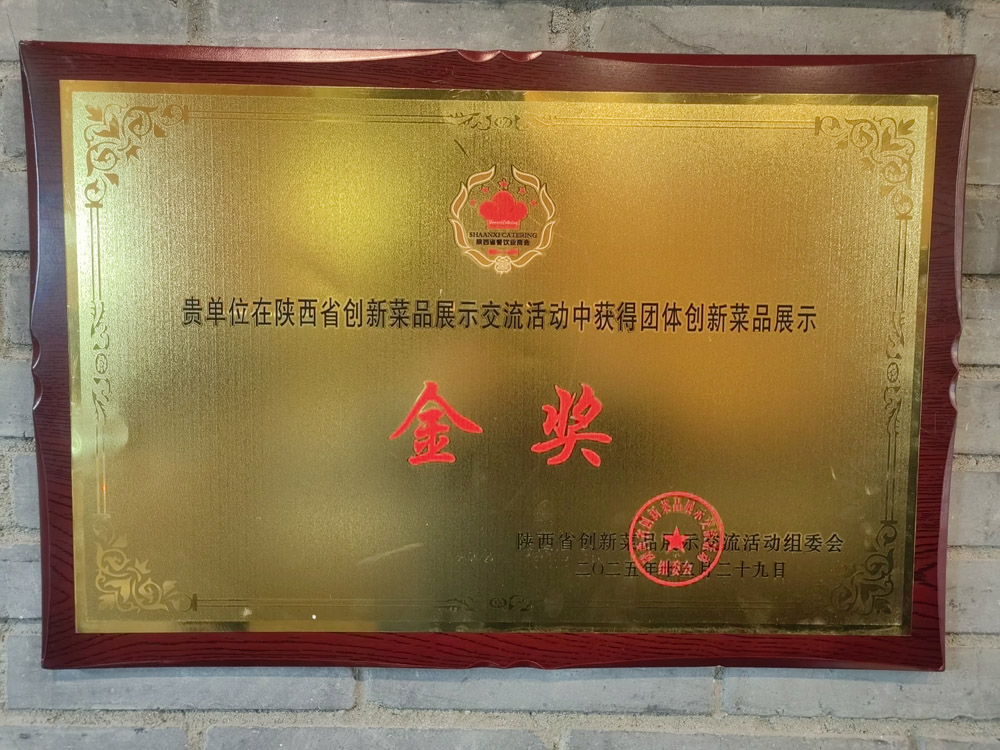 SHAANXI CATERING
陕西省餐饮业商会
贵单位在陕西省创新菜品展示交流活动中获得团体创新菜品展示
金奖
陕西省创新菜品展示交流活动组委会
二〇二五年 月二十九日
组委会